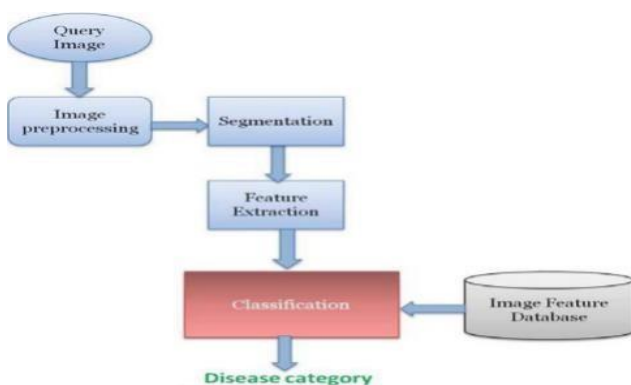 Query
Image
Image
preprocessing
Segmentation
Feature
Extraction
Classification
Image Feature
Database
Disease category